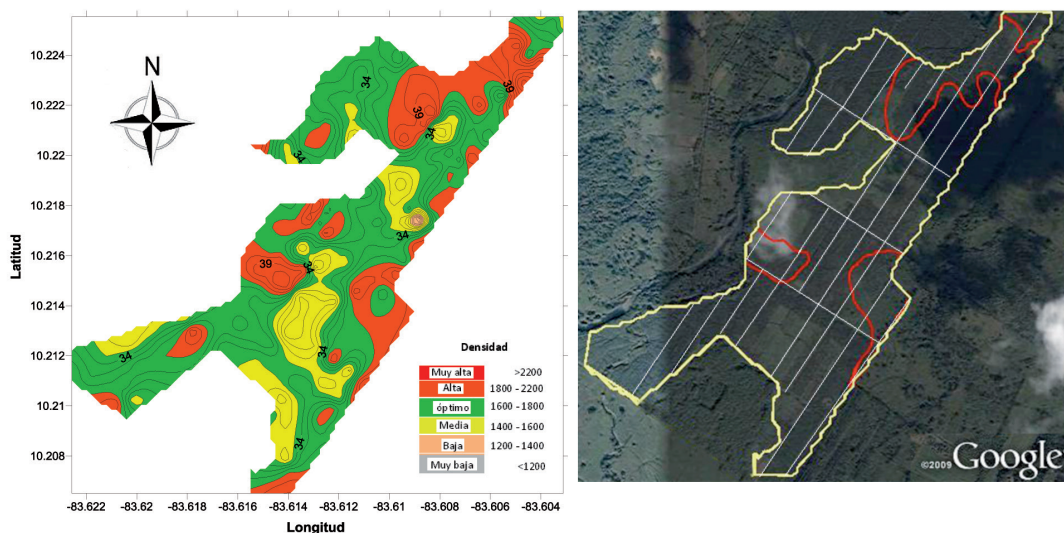 N
10.224
10.222
10.22
10.218
10.216
10.214
10.212
10.21
10.208
Latitud
34
39
39
34
34
34
34
39
34
34
34
Densidad
Muy alta >2200
Alta 1800 - 2200
óptimo 1600 - 1800
Media 1400 - 1600
Baja 1200 - 1400
Muy baja <1200
-83.622 -83.62 -83.618 -83.616 -83.614 -83.612 -83.61 -83.608 -83.606 -83.604
Longitud
©2009 Google